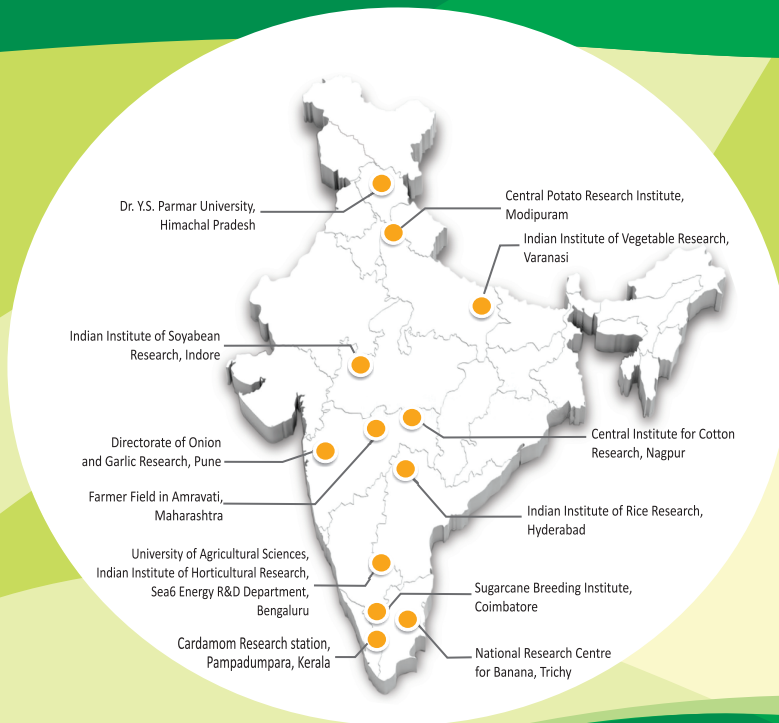 Dr. Y.S. Parmar University,
Himachal Pradesh
Central Potato Research Institute,
Modipuram
Indian Institute of Vegetable Research,
Varanasi
Indian Institute of Soyabean
Research, Indore
Directorate of Onion
and Garlic Research, Pune
Central Institute for Cotton
Research, Nagpur
Farmer Field in Amravati,
Maharashtra
Indian Institute of Rice Research,
Hyderabad
University of Agricultural Sciences,
Indian Institute of Horticultural Research,
Sea6 Energy R&D Department,
Bengaluru
Sugarcane Breeding Institute,
Coimbatore
Cardamom Research station,
Pampadumpara, Kerala
National Research Centre
for Banana, Trichy